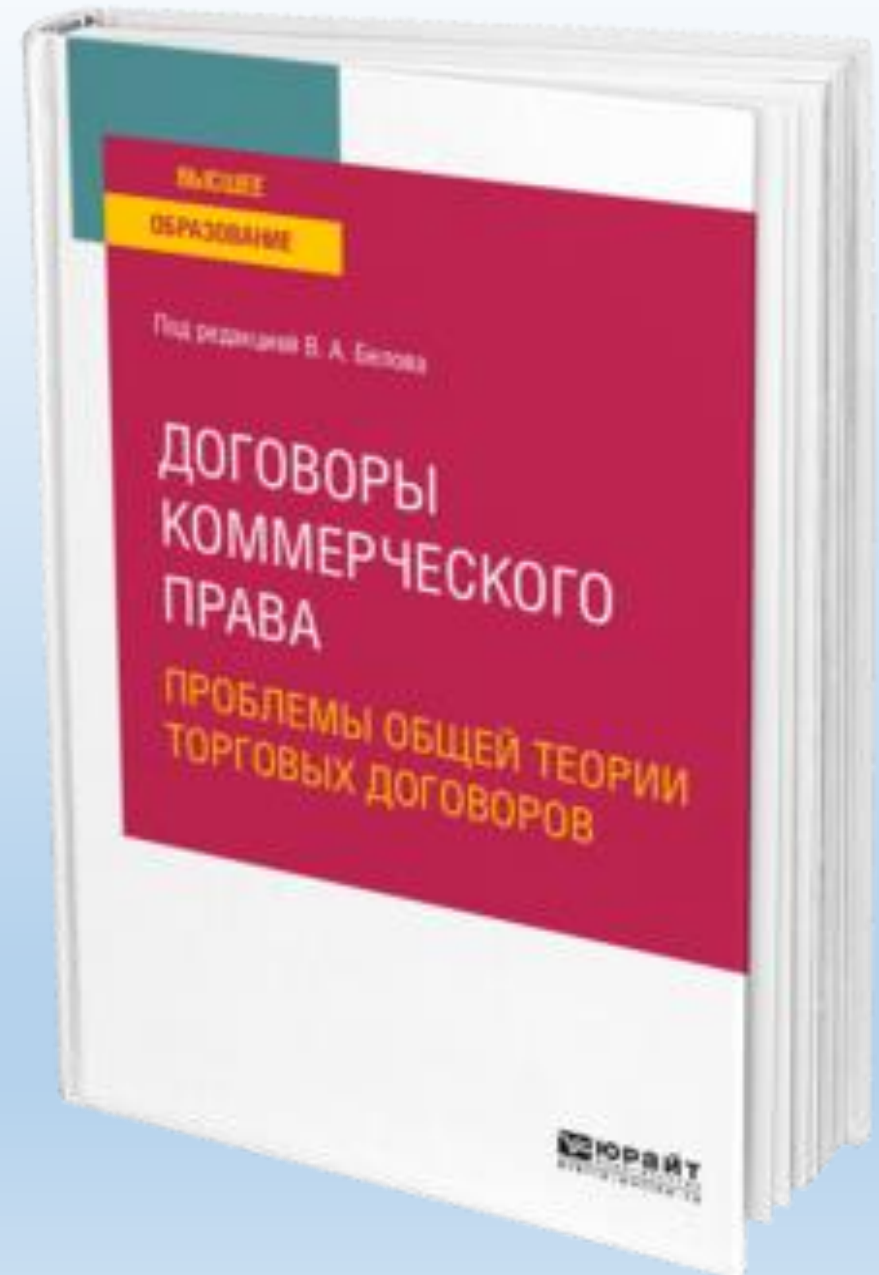 ВЫСШЕЕ
ОБРАЗОВАНИЕ
Под редакцией В. А. Белова
ДОГОВОРЫ
КОММЕРЧЕСКОГО
ПРАВА
ПРОБЛЕМЫ ОБЩЕЙ ТЕОРИИ
ТОРГОВЫХ ДОГОВОРОВ
юрайт